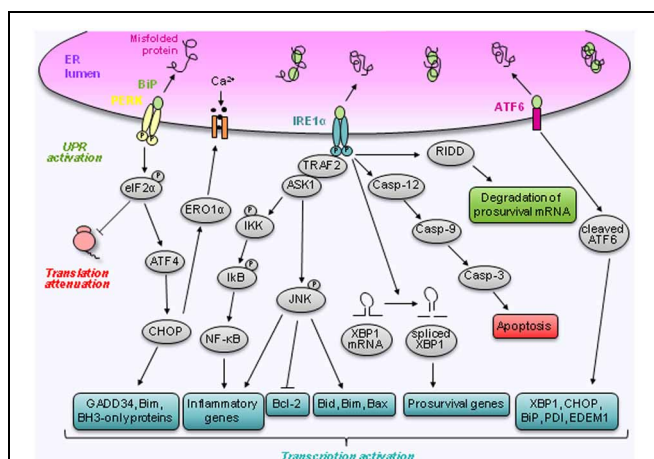 Misfolded
protein
ER
lumen
BiP
PERK
Ca²⁺
IRE1α
ATF6
P
P
P
P
UPR
activation
TRAF2
RIDD
eIF2α
P
ASK1
Casp-12
Degradation of
prosurvival mRNA
ERO1α
P
IKK
Casp-9
cleaved
ATF6
Translation
attenuation
ATF4
P
IkB
Casp-3
P
JNK
CHOP
NF-κB
XBP1
mRNA
spliced
XBP1
Apoptosis
GADD34, Bim,
BH3-only proteins
Inflammatory
genes
Bcl-2
Bid, Bim, Bax
Prosurvival genes
XBP1, CHOP,
BiP, PDI, EDEM1
Transcription activation